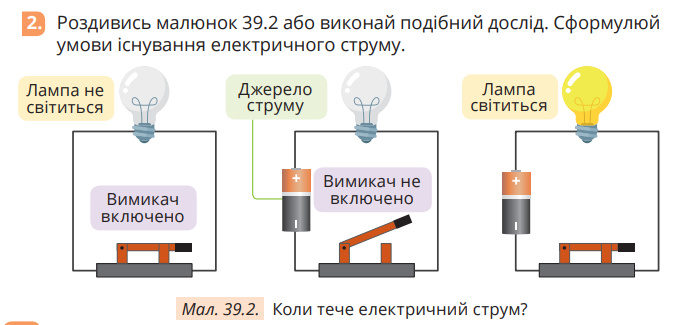 2. Роздивись малюнок 39.2 або виконай подібний дослід. Сформулюй
умови існування електричного струму.
Лампа не
світиться
Джерело
струму
Лампа
світиться
Вимикач
включено
+
Вимикач не
включено
+
Мал. 39.2. Коли тече електричний струм?